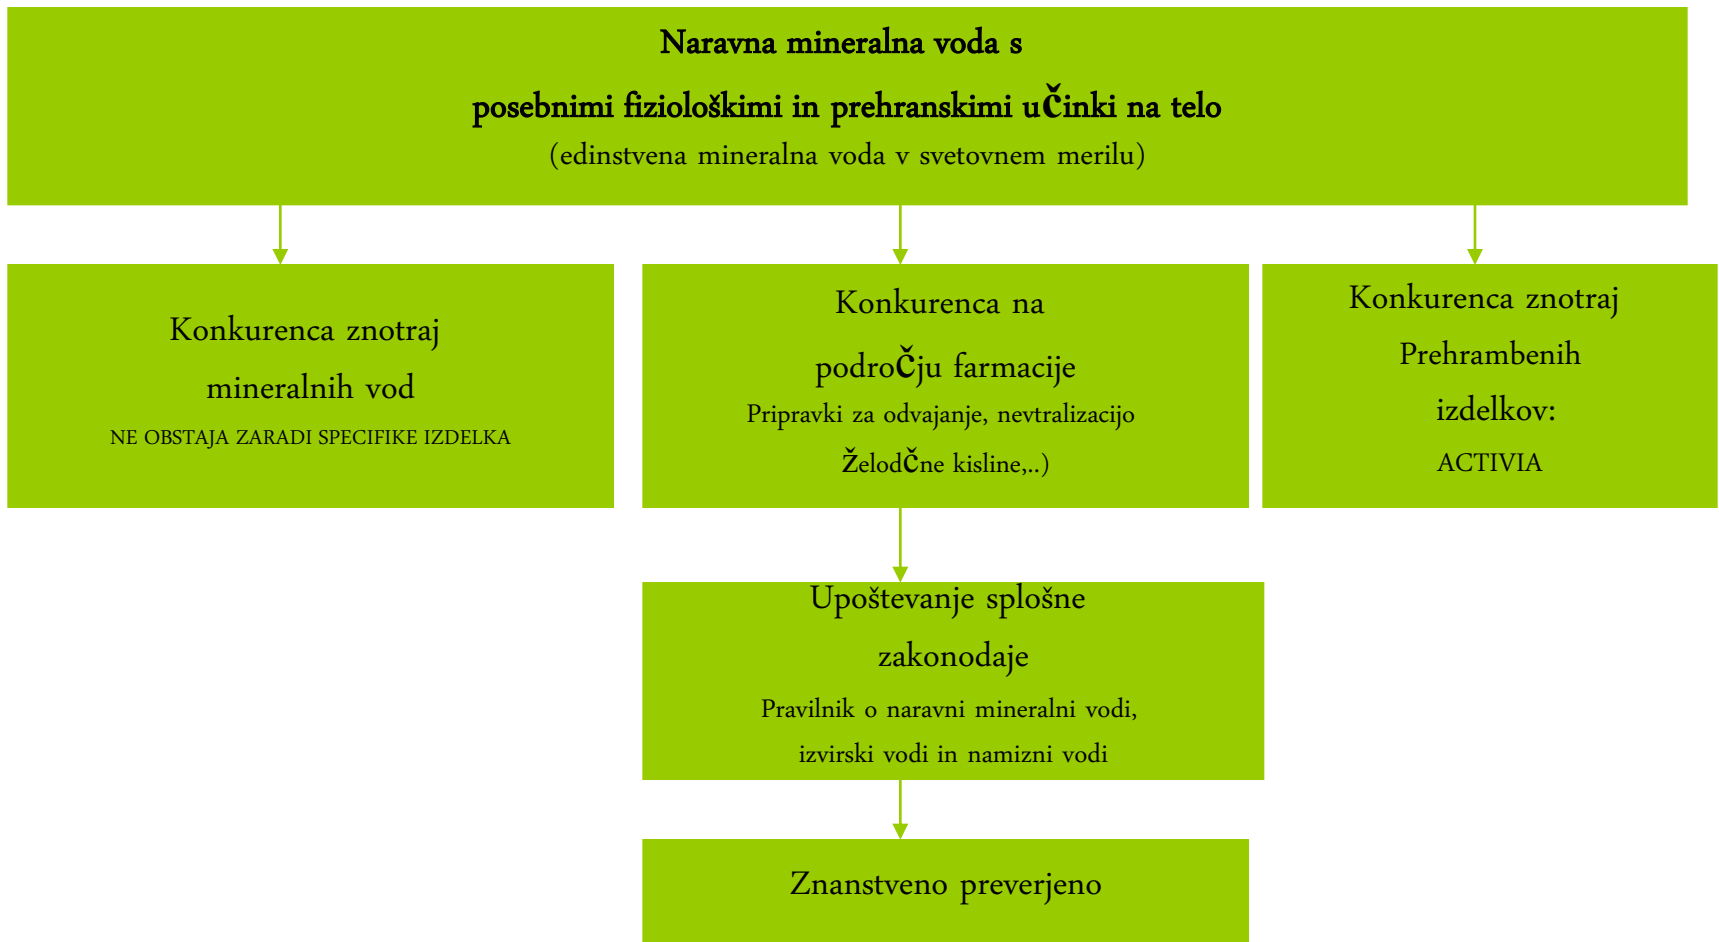 Naravna mineralna voda s
posebnimi fiziološkimi in prehranskimi učinki na telo
(edinstvena mineralna voda v svetovnem merilu)
Konkurenca znotraj
mineralnih vod
NE OBSTAJA ZARADI SPECIFIKE IZDELKA
Konkurenca na
področju farmacije
Pripravki za odvajanje, nevtralizacijo
Želodčne kisline,..)
Konkurenca znotraj
Prehrambenih
izdelkov:
ACTIVIA
Upoštevanje splošne
zakonodaje
Pravilnik o naravni mineralni vodi,
izvirski vodi in namizni vodi
Znanstveno preverjeno